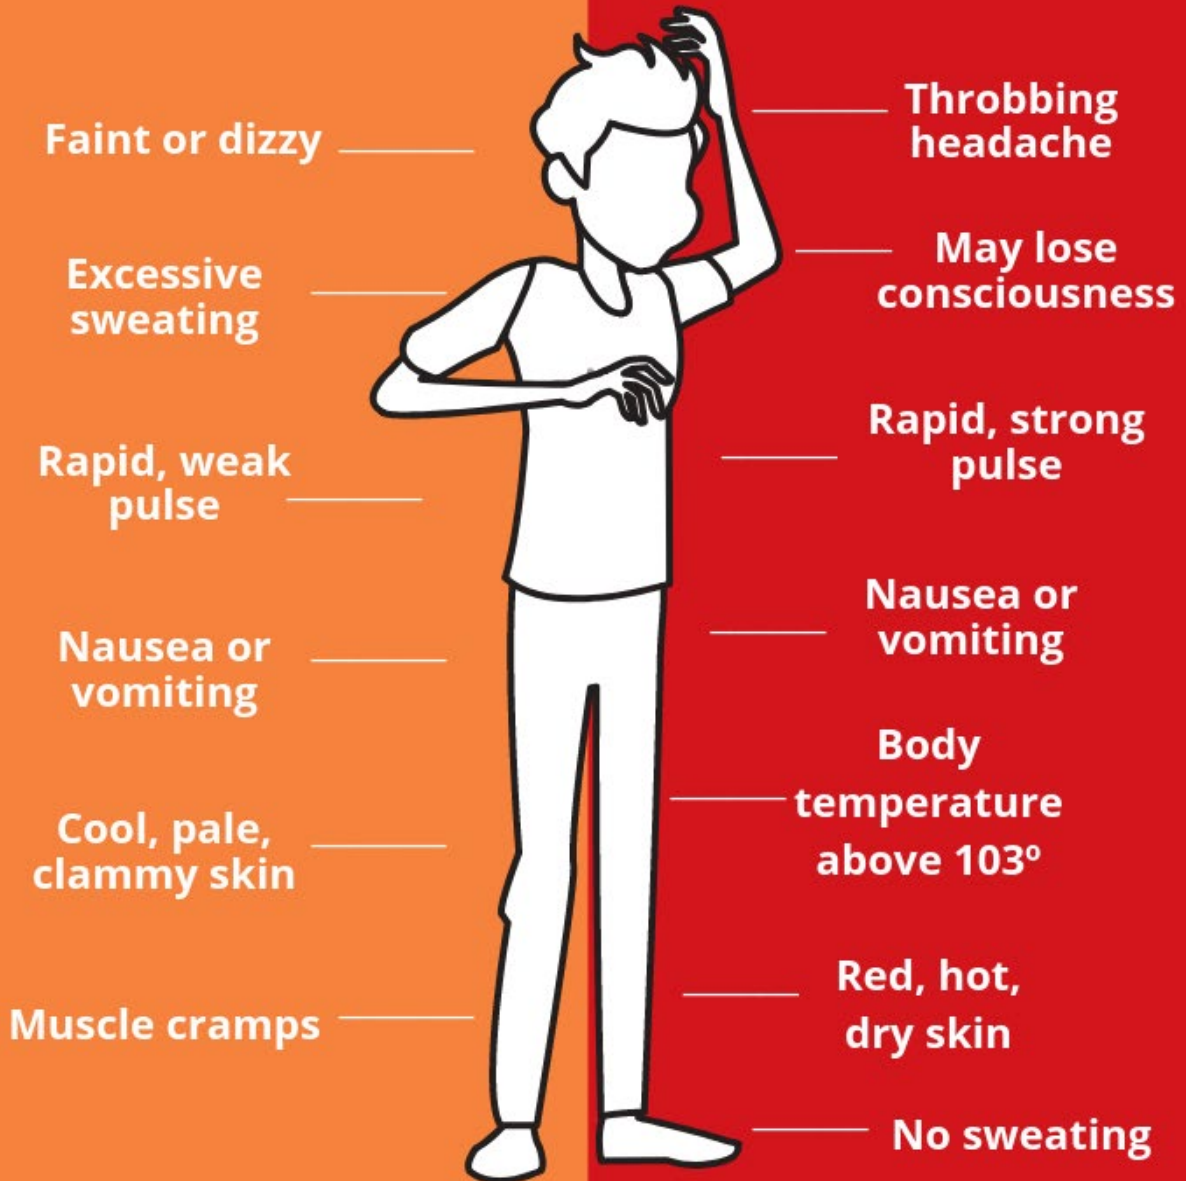 Faint or dizzy
Excessive
sweating
Rapid, weak
pulse
Nausea or
vomiting
Cool, pale,
clammy skin
Muscle cramps
Throbbing
headache
May lose
consciousness
Rapid, strong
pulse
Nausea or
vomiting
Body
temperature
above 103º
Red, hot,
dry skin
No sweating